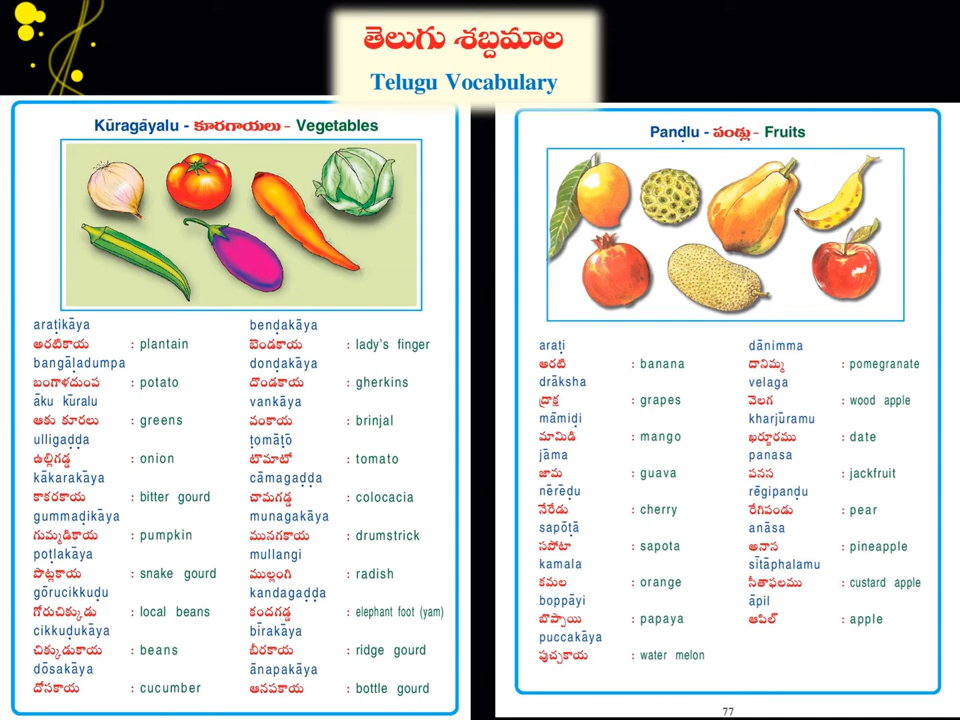 తెలుగు శబ్దమాల
Telugu Vocabulary
Kūragāyalu - కూరగాయలు - Vegetables
araṭikāya
అరటికాయ : plantain
bangāḷadumpa
బంగాళదుంప : potato
āku kūralu
ఆకు కూరలు : greens
ulligaḍḍa
ఉల్లిగడ్డ : onion
kākarakāya
కాకరకాయ : bitter gourd
gummaḍikāya
గుమ్మడికాయ : pumpkin
poṭlakāya
పొట్లకాయ : snake gourd
gōrucikkuḍu
గోరుచిక్కుడు : local beans
cikkuḍukāya
చిక్కుడుకాయ : beans
dōsakāya
దోసకాయ : cucumber
benḍakāya
బెండకాయ : lady's finger
donḍakāya
దొండకాయ : gherkins
vankāya
వంకాయ : brinjal
ṭomāṭō
టొమాటో : tomato
cāmagaḍḍa
చామగడ్డ : colocacia
munagakāya
మునగకాయ : drumstrick
mullangi
ముల్లంగి : radish
kandagaḍḍa
కందగడ్డ : elephant foot (yam)
bīrakāya
బీరకాయ : ridge gourd
ānapakāya
ఆనపకాయ : bottle gourd
Panḍlu - పండ్లు - Fruits
araṭi
అరటి : banana
drāksha
ద్రాక్ష : grapes
māmiḍi
మామిడి : mango
jāma
జామ : guava
nērēḍu
నేరేడు : cherry
sapōṭā
సపోటా : sapota
kamala
కమల : orange
boppāyi
బొప్పాయి : papaya
puccakāya
పుచ్చకాయ : water melon
dānimma
దానిమ్మ : pomegranate
velaga
వెలగ : wood apple
kharjūramu
ఖర్జూరము : date
panasa
పనస : jackfruit
rēgipanḍu
రేగిపండు : pear
anāsa
అనాస : pineapple
sītāphalamu
సీతాఫలము : custard apple
āpil
ఆపిల్ : apple
77